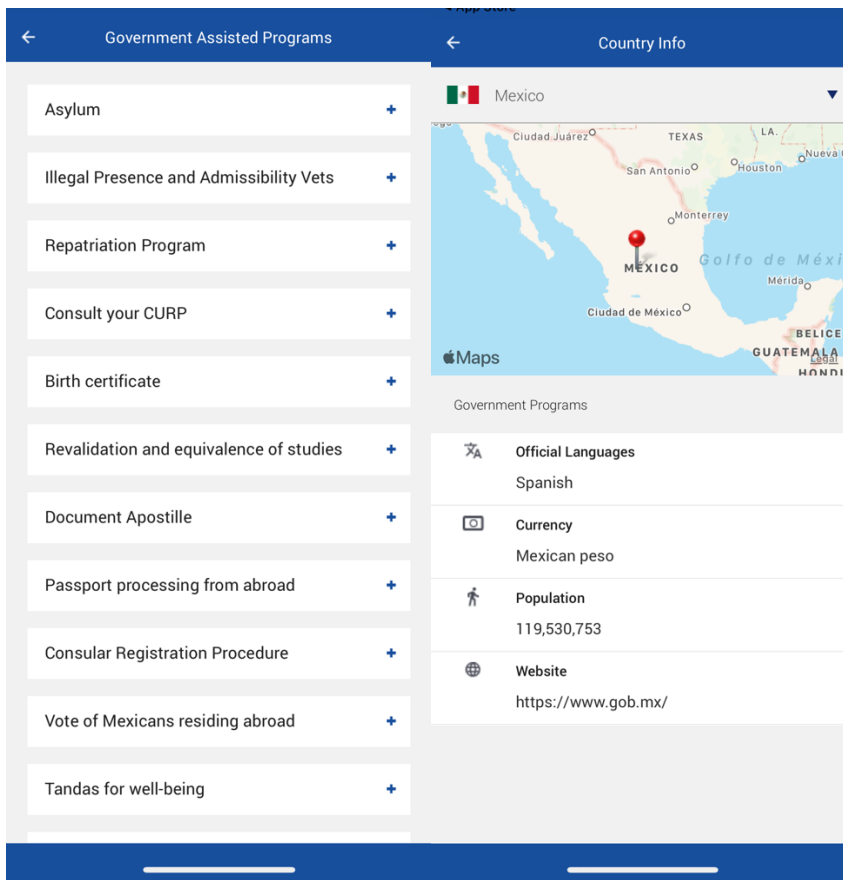 Government Assisted Programs
Asylum
Illegal Presence and Admissibility Vets
Repatriation Program
Consult your CURP
Birth certificate
Revalidation and equivalence of studies
Document Apostille
Passport processing from abroad
Consular Registration Procedure
Vote of Mexicans residing abroad
Tandas for well-being
App Store
Country Info
Mexico
Ciudad Juárez
TEXAS
LA.
San Antonio
Houston
Nueva
Monterrey
MÉXICO
Golfo de Méxi
Mérida
Ciudad de México
BELICE
GUATEMALA
Maps
Legal
HONDU
Government Programs
Official Languages
Spanish
Currency
Mexican peso
Population
119,530,753
Website
https://www.gob.mx/